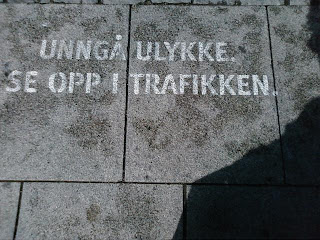 UNNGÅ ULYKKE.
SE OPP I TRAFIKKEN.